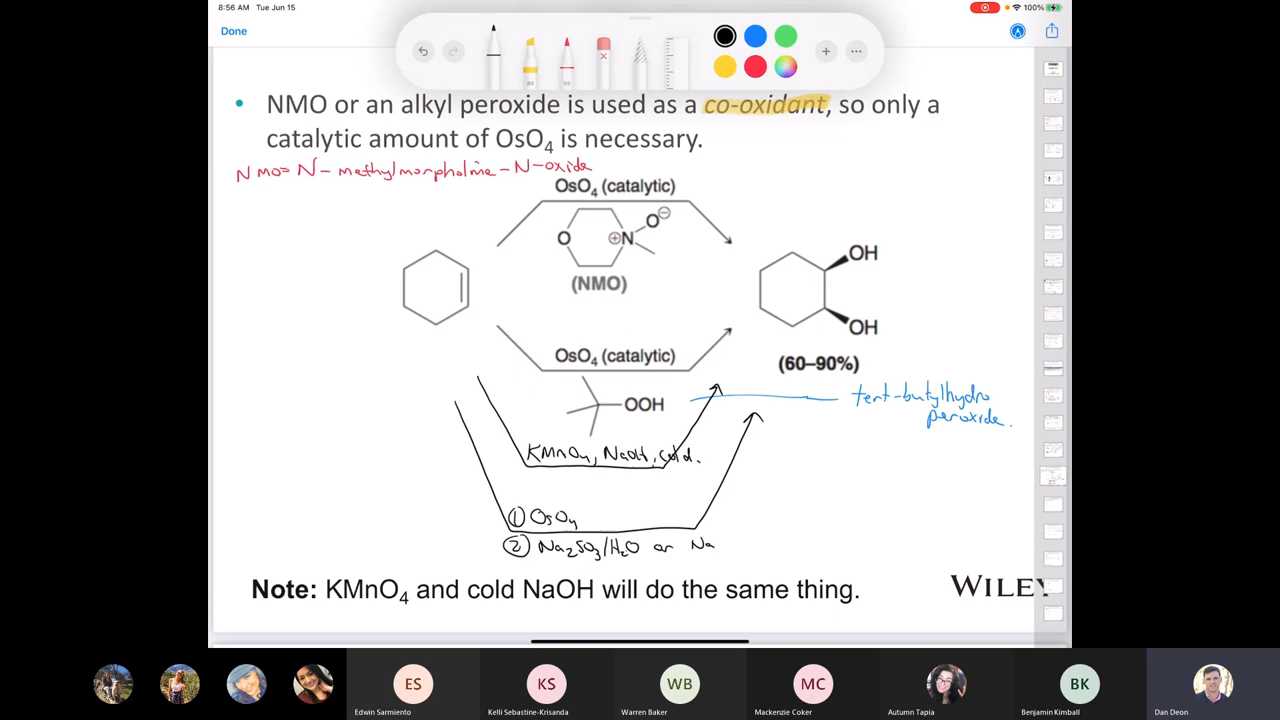 8:56 AM Tue Jun 15
100%
Done
• NMO or an alkyl peroxide is used as a co-oxidant, so only a
catalytic amount of OsO4 is necessary.
NMO= N-methylmorpholine-N-oxide
OsO4 (catalytic)
O
⊕N
O⊖
(NMO)
OH
OH
(60–90%)
OsO4 (catalytic)
OOH
tert-butylhydro
peroxide.
KMnO4, NaOH, cold.
① OsO4
② Na2SO3/H2O or Na
Note: KMnO4 and cold NaOH will do the same thing.
WILEY
ES
KS
WB
MC
BK
Edwin Sarmiento
Kelli Sebastine-Krisanda
Warren Baker
Mackenzie Coker
Autumn Tapia
Benjamin Kimball
Dan Deon